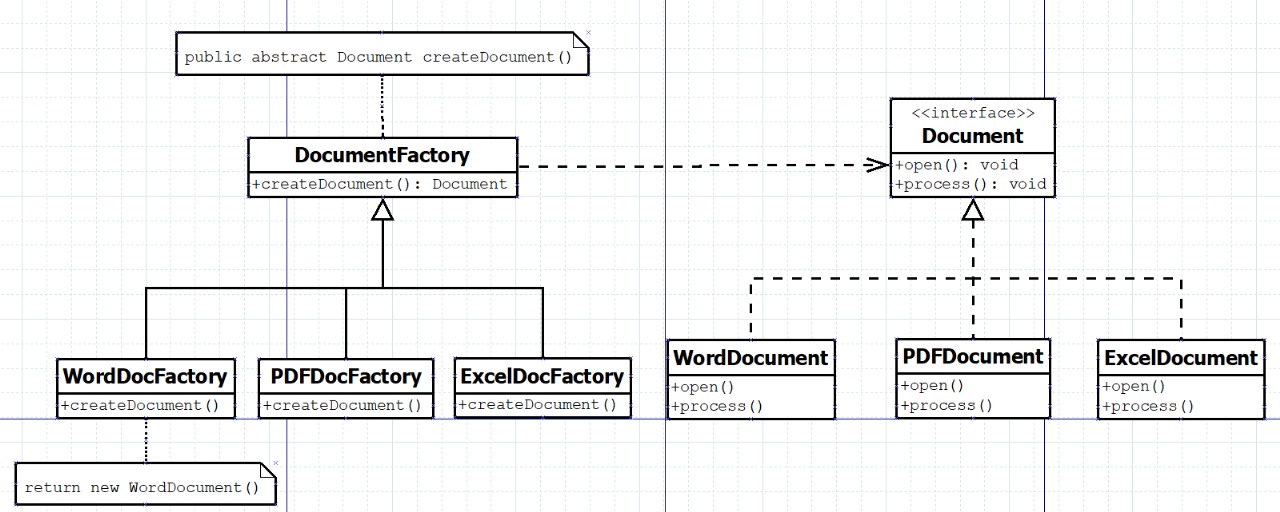 public abstract Document createDocument()
<<interface>>
Document
+open(): void
+process(): void
DocumentFactory
+createDocument(): Document
WordDocFactory
+createDocument()
PDFDocFactory
+createDocument()
ExcelDocFactory
+createDocument()
WordDocument
+open()
+process()
PDFDocument
+open()
+process()
ExcelDocument
+open()
+process()
return new WordDocument()